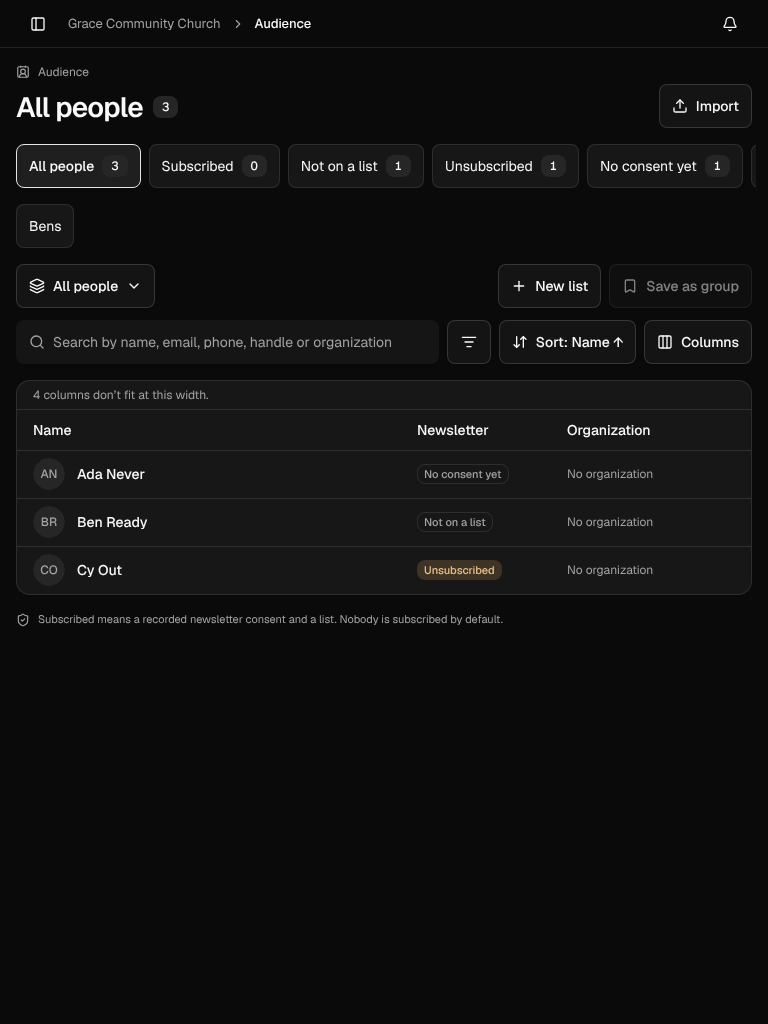 Grace Community Church > Audience
Audience
All people 3
Import
All people 3 Subscribed 0 Not on a list 1 Unsubscribed 1 No consent yet 1
Bens
All people New list Save as group
Search by name, email, phone, handle or organization Sort: Name ↑ Columns
4 columns don't fit at this width.
Name Newsletter Organization
AN Ada Never No consent yet No organization
BR Ben Ready Not on a list No organization
CO Cy Out Unsubscribed No organization
Subscribed means a recorded newsletter consent and a list. Nobody is subscribed by default.